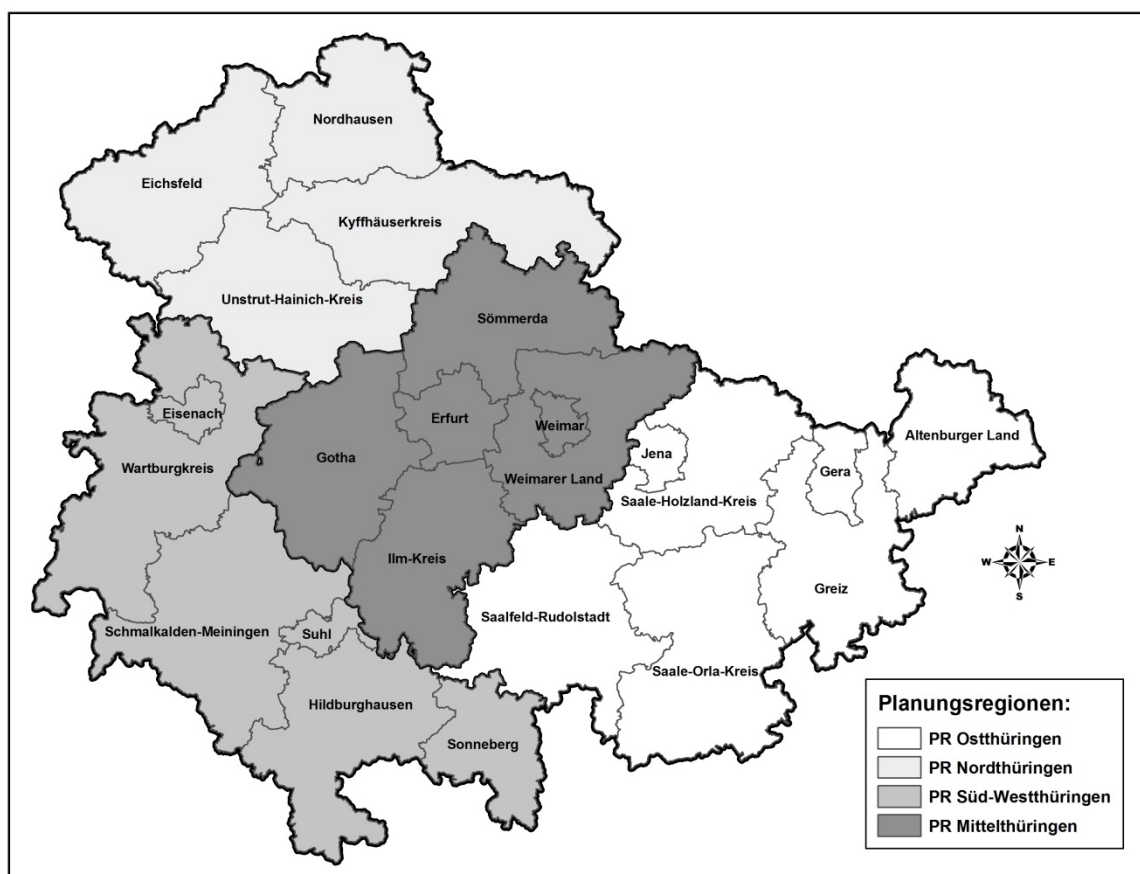 Nordhausen
Eichsfeld
Kyffhäuserkreis
Unstrut-Hainich-Kreis
Sömmerda
Eisenach
Erfurt
Weimar
Altenburger Land
Gotha
Jena
Wartburgkreis
Gera
Weimarer Land
Saale-Holzland-Kreis
N
W
E
S
Ilm-Kreis
Greiz
Saalfeld-Rudolstadt
Schmalkalden-Meiningen
Suhl
Saale-Orla-Kreis
Hildburghausen
Sonneberg
Planungsregionen:
PR Ostthüringen
PR Nordthüringen
PR Süd-Westthüringen
PR Mittelthüringen